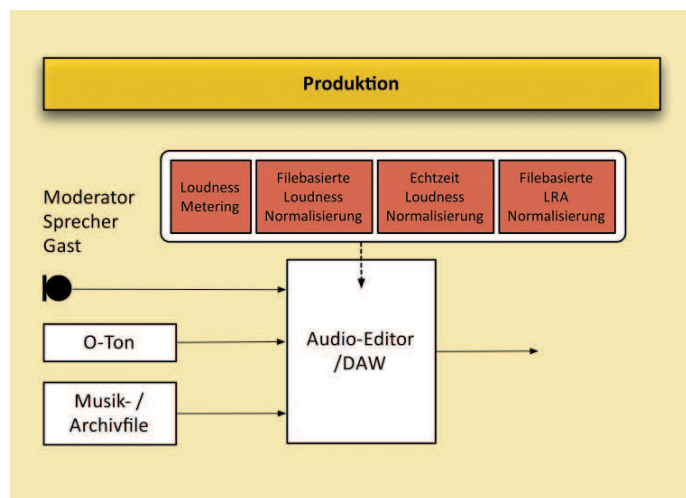 Produktion
Loudness
Metering
Filebasierte
Loudness
Normalisierung
Echtzeit
Loudness
Normalisierung
Filebasierte
LRA
Normalisierung
Moderator
Sprecher
Gast
O-Ton
Musik- /
Archivfile
Audio-Editor
/DAW